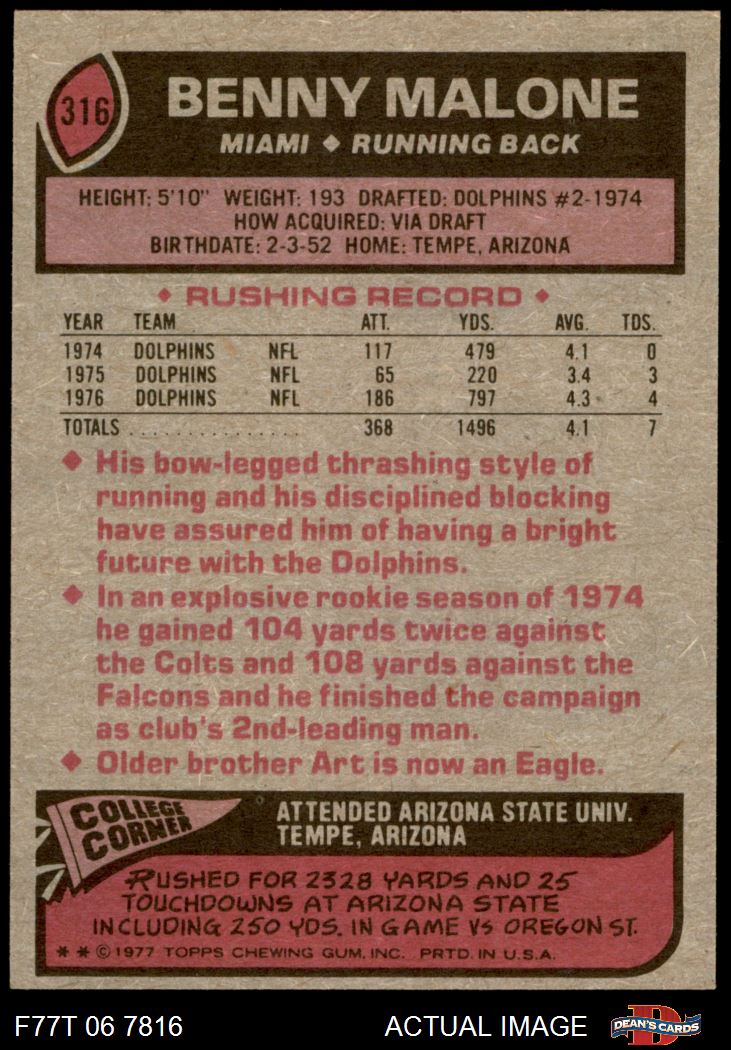 316
BENNY MALONE
MIAMI ◆ RUNNING BACK
HEIGHT: 5'10" WEIGHT: 193 DRAFTED: DOLPHINS #2-1974
HOW ACQUIRED: VIA DRAFT
BIRTHDATE: 2-3-52 HOME: TEMPE, ARIZONA
◆ RUSHING RECORD ◆
YEAR TEAM ATT. YDS. AVG. TDS.
1974 DOLPHINS NFL 117 479 4.1 0
1975 DOLPHINS NFL 65 220 3.4 3
1976 DOLPHINS NFL 186 797 4.3 4
TOTALS . . . . . . . . . . . . . . . 368 1496 4.1 7
◆ His bow-legged thrashing style of
running and his disciplined blocking
have assured him of having a bright
future with the Dolphins.
◆ In an explosive rookie season of 1974
he gained 104 yards twice against
the Colts and 108 yards against the
Falcons and he finished the campaign
as club's 2nd-leading man.
◆ Older brother Art is now an Eagle.
COLLEGE
CORNER
ATTENDED ARIZONA STATE UNIV.
TEMPE, ARIZONA
RUSHED FOR 2328 YARDS AND 25
TOUCHDOWNS AT ARIZONA STATE
INCLUDING 250 YDS. IN GAME VS OREGON ST.
* * © 1977 TOPPS CHEWING GUM, INC. PRTD. IN U.S.A.
F77T 06 7816 ACTUAL IMAGE
D
DEAN'S CARDS